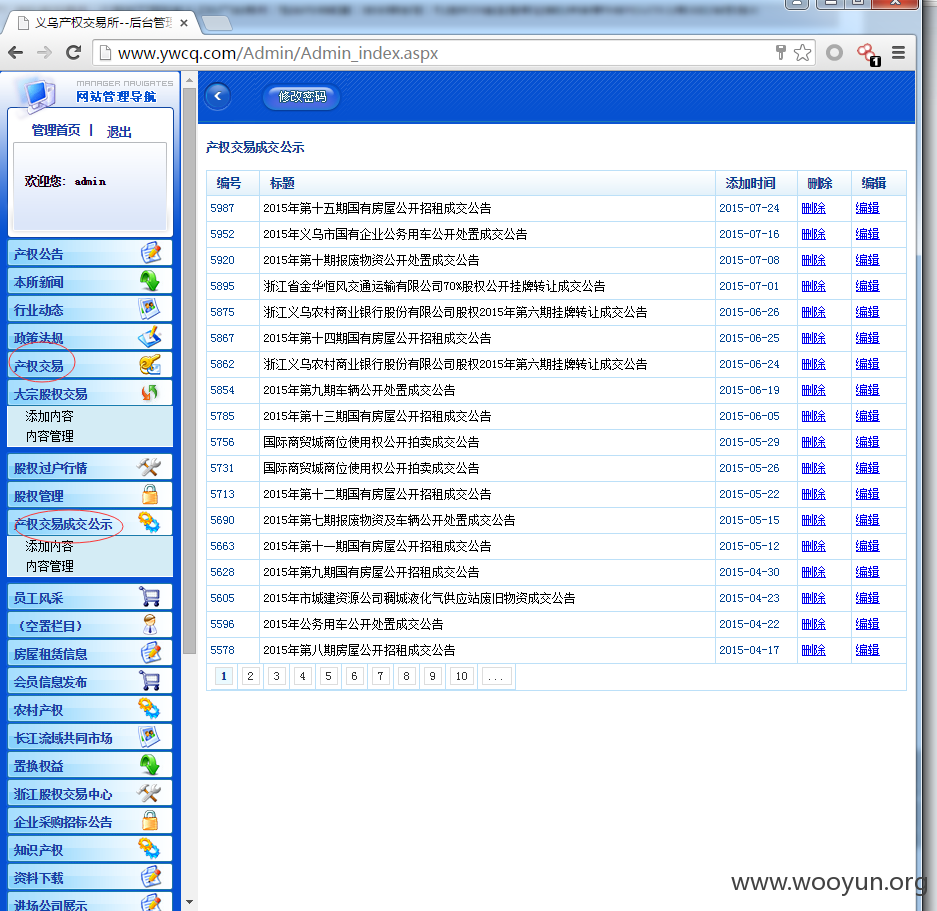 义乌产权交易所--后台管理
www.ywcq.com/Admin/Admin_index.aspx
1
MANAGER NAVIGATES
网站管理导航
管理首页 | 退出
欢迎您: admin
产权公告
本所新闻
行业动态
政策法规
产权交易
大宗股权交易
添加内容
内容管理
股权过户行情
股权管理
产权交易成交公示
添加内容
内容管理
员工风采
(空置栏目)
房屋租赁信息
会员信息发布
农村产权
长江流域共同市场
置换权益
浙江股权交易中心
企业采购招标公告
知识产权
资料下载
进场公司展示
修改密码
产权交易成交公示
编号 标题 添加时间 删除 编辑
5987 2015年第十五期国有房屋公开招租成交公告 2015-07-24 删除 编辑
5952 2015年义乌市国有企业公务用车公开处置成交公告 2015-07-16 删除 编辑
5920 2015年第十期报废物资公开处置成交公告 2015-07-08 删除 编辑
5895 浙江省金华恒风交通运输有限公司70%股权公开挂牌转让成交公告 2015-07-01 删除 编辑
5875 浙江义乌农村商业银行股份有限公司股权2015年第六期挂牌转让成交公告 2015-06-26 删除 编辑
5867 2015年第十四期国有房屋公开招租成交公告 2015-06-25 删除 编辑
5862 浙江义乌农村商业银行股份有限公司股权2015年第六期挂牌转让成交公告 2015-06-24 删除 编辑
5854 2015年第九期车辆公开处置成交公告 2015-06-19 删除 编辑
5785 2015年第十三期国有房屋公开招租成交公告 2015-06-05 删除 编辑
5756 国际商贸城商位使用权公开拍卖成交公告 2015-05-29 删除 编辑
5731 国际商贸城商位使用权公开拍卖成交公告 2015-05-26 删除 编辑
5713 2015年第十二期国有房屋公开招租成交公告 2015-05-22 删除 编辑
5690 2015年第七期报废物资及车辆公开处置成交公告 2015-05-15 删除 编辑
5663 2015年第十一期国有房屋公开招租成交公告 2015-05-12 删除 编辑
5628 2015年第九期国有房屋公开招租成交公告 2015-04-30 删除 编辑
5605 2015年市城建资源公司稠城液化气供应站废旧物资成交公告 2015-04-23 删除 编辑
5596 2015年公务用车公开处置成交公告 2015-04-22 删除 编辑
5578 2015年第八期房屋公开招租成交公告 2015-04-17 删除 编辑
1 2 3 4 5 6 7 8 9 10 ...
www.wooyun.org